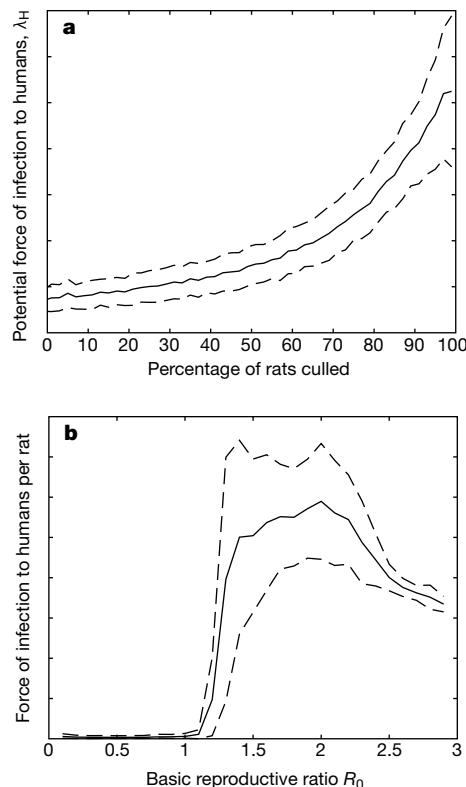 a
Potential force of infection to humans, λH
0 10 20 30 40 50 60 70 80 90 100
Percentage of rats culled
b
Force of infection to humans per rat
0 0.5 1 1.5 2 2.5 3
Basic reproductive ratio R0